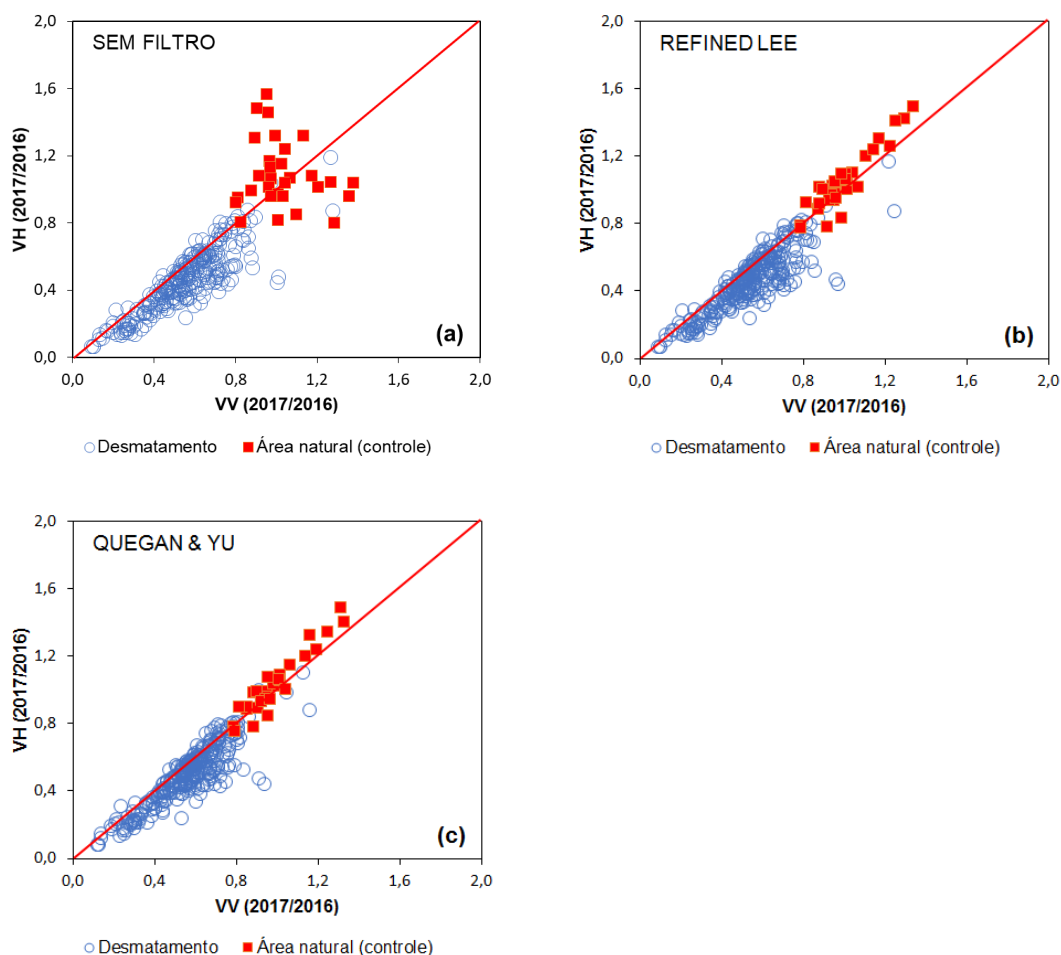 SEM FILTRO
2,0
1,6
1,2
0,8
0,4
0,0
VH (2017/2016)
(a)
0,0 0,4 0,8 1,2 1,6 2,0
VV (2017/2016)
Desmatamento Área natural (controle)
REFINED LEE
2,0
1,6
1,2
0,8
0,4
0,0
VH (2017/2016)
(b)
0,0 0,4 0,8 1,2 1,6 2,0
VV (2017/2016)
Desmatamento Área natural (controle)
QUEGAN & YU
2,0
1,6
1,2
0,8
0,4
0,0
VH (2017/2016)
(c)
0,0 0,4 0,8 1,2 1,6 2,0
VV (2017/2016)
Desmatamento Área natural (controle)